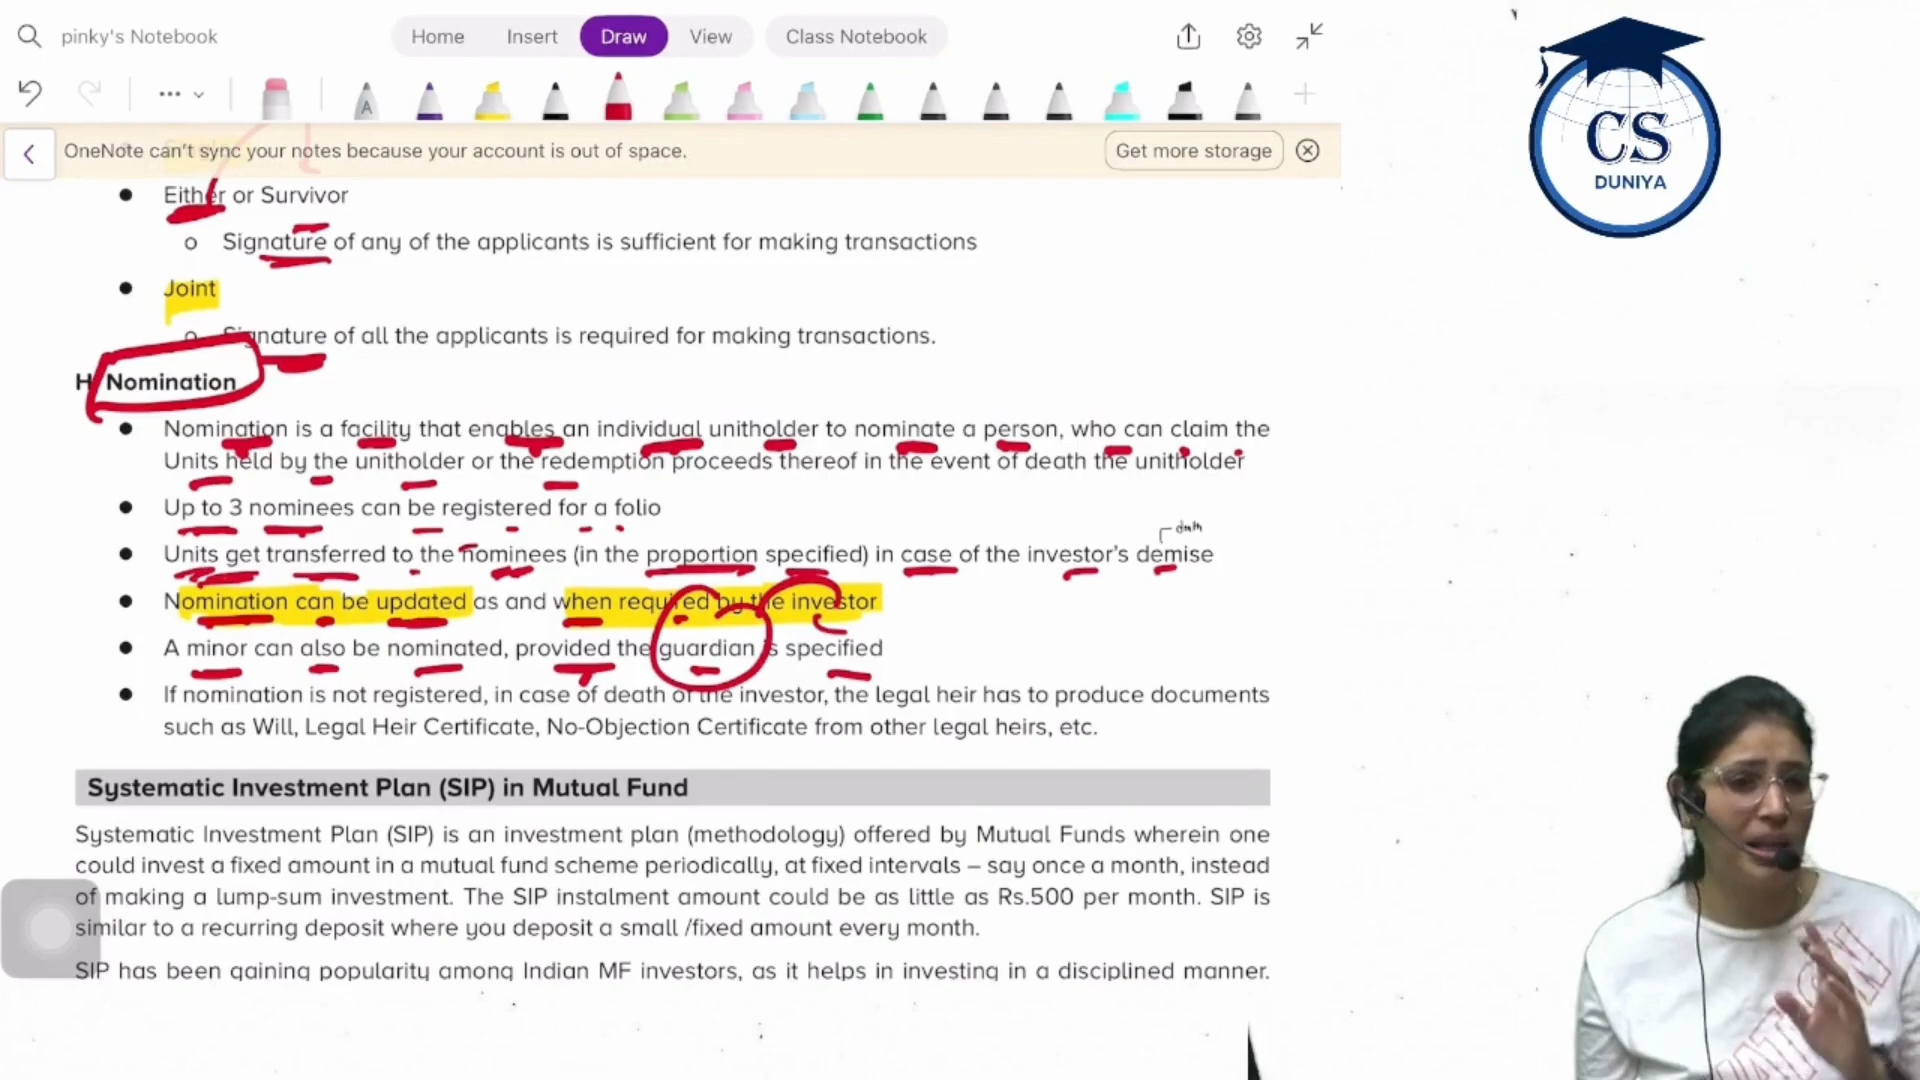 pinky's Notebook
Home Insert Draw View Class Notebook
A
OneNote can't sync your notes because your account is out of space.
Get more storage
CS
DUNIYA
Either or Survivor
o Signature of any of the applicants is sufficient for making transactions
Joint
o Signature of all the applicants is required for making transactions.
H Nomination
Nomination is a facility that enables an individual unitholder to nominate a person, who can claim the
Units held by the unitholder or the redemption proceeds thereof in the event of death the unitholder
Up to 3 nominees can be registered for a folio
death
Units get transferred to the nominees (in the proportion specified) in case of the investor's demise
Nomination can be updated as and when required by the investor
A minor can also be nominated, provided the guardian is specified
If nomination is not registered, in case of death of the investor, the legal heir has to produce documents
such as Will, Legal Heir Certificate, No-Objection Certificate from other legal heirs, etc.
Systematic Investment Plan (SIP) in Mutual Fund
Systematic Investment Plan (SIP) is an investment plan (methodology) offered by Mutual Funds wherein one
could invest a fixed amount in a mutual fund scheme periodically, at fixed intervals – say once a month, instead
of making a lump-sum investment. The SIP instalment amount could be as little as Rs.500 per month. SIP is
similar to a recurring deposit where you deposit a small /fixed amount every month.
SIP has been gaining popularity among Indian MF investors, as it helps in investing in a disciplined manner.